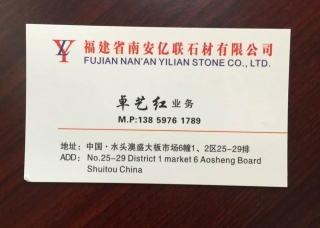 YL
福建省南安亿联石材有限公司
FUJIAN NAN'AN YILIAN STONE CO., LTD.
卓艺红 业务
M.P:138 5976 1789
地址: 中国·水头澳盛大板市场6幢1、2区25-29排
ADD: No.25-29 District 1 market 6 Aosheng Board
Shuitou China